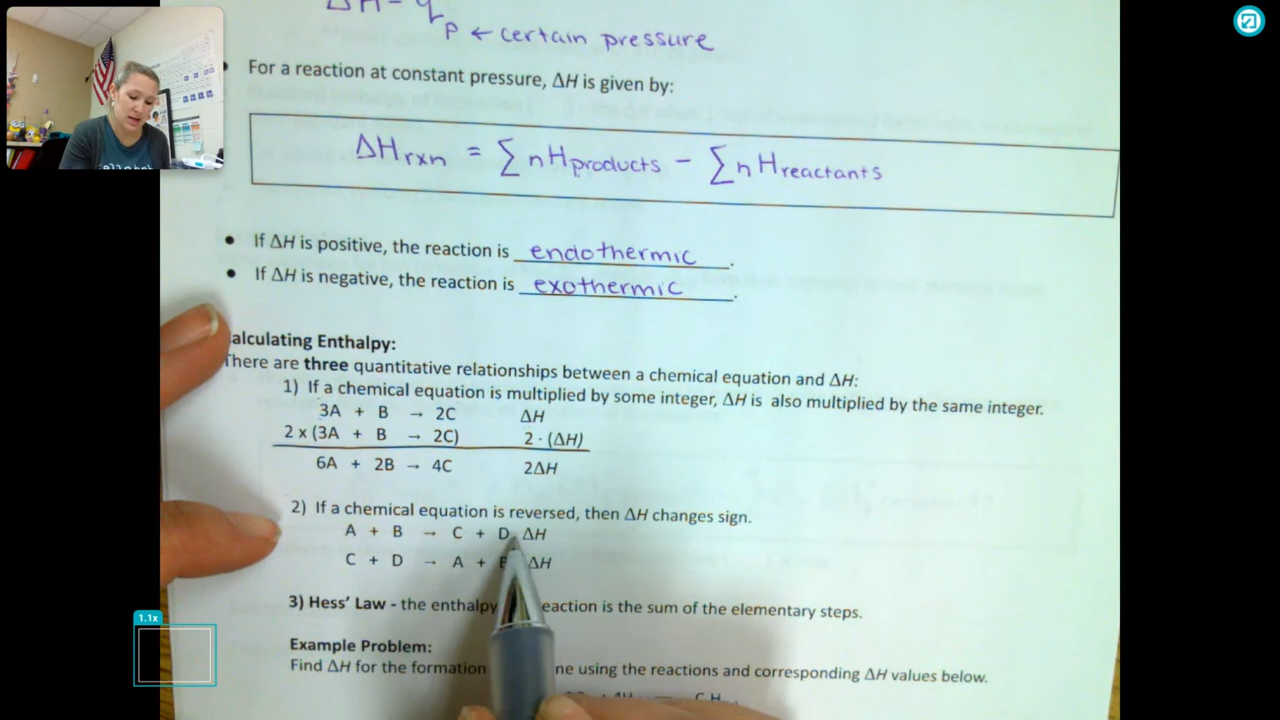 ΔH = qp ← certain pressure
For a reaction at constant pressure, ΔH is given by:
ΔHrxn = ∑nHproducts − ∑nHreactants
• If ΔH is positive, the reaction is endothermic.
• If ΔH is negative, the reaction is exothermic.
alculating Enthalpy:
There are three quantitative relationships between a chemical equation and ΔH:
1) If a chemical equation is multiplied by some integer, ΔH is also multiplied by the same integer.
3A + B → 2C ΔH
2 x (3A + B → 2C) 2 · (ΔH)
6A + 2B → 4C 2ΔH
2) If a chemical equation is reversed, then ΔH changes sign.
A + B → C + D ΔH
C + D → A + ΔH
3) Hess' Law - the enthalpy eaction is the sum of the elementary steps.
Example Problem:
Find ΔH for the formation ne using the reactions and corresponding ΔH values below.
1.1x